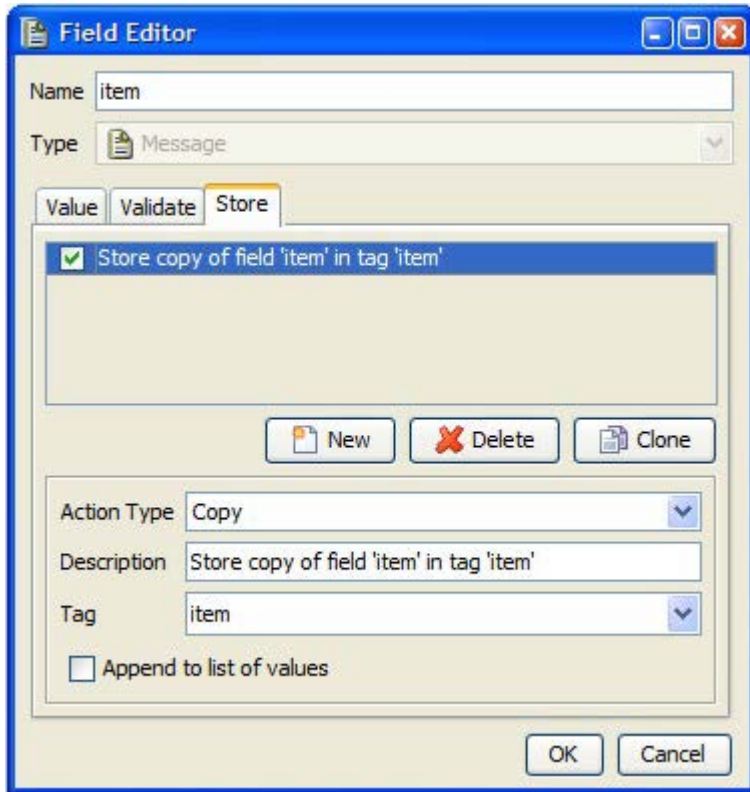 Field Editor
Name item
Type Message
Value Validate Store
Store copy of field 'item' in tag 'item'
New Delete Clone
Action Type Copy
Description Store copy of field 'item' in tag 'item'
Tag item
Append to list of values
OK Cancel